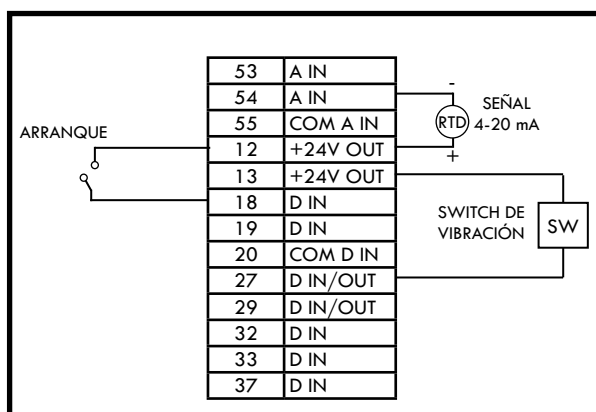 53 A IN
54 A IN
55 COM A IN
12 +24V OUT
13 +24V OUT
18 D IN
19 D IN
20 COM D IN
27 D IN/OUT
29 D IN/OUT
32 D IN
33 D IN
37 D IN
ARRANQUE
-
RTD
+
SEÑAL
4-20 mA
SWITCH DE
VIBRACIÓN
SW